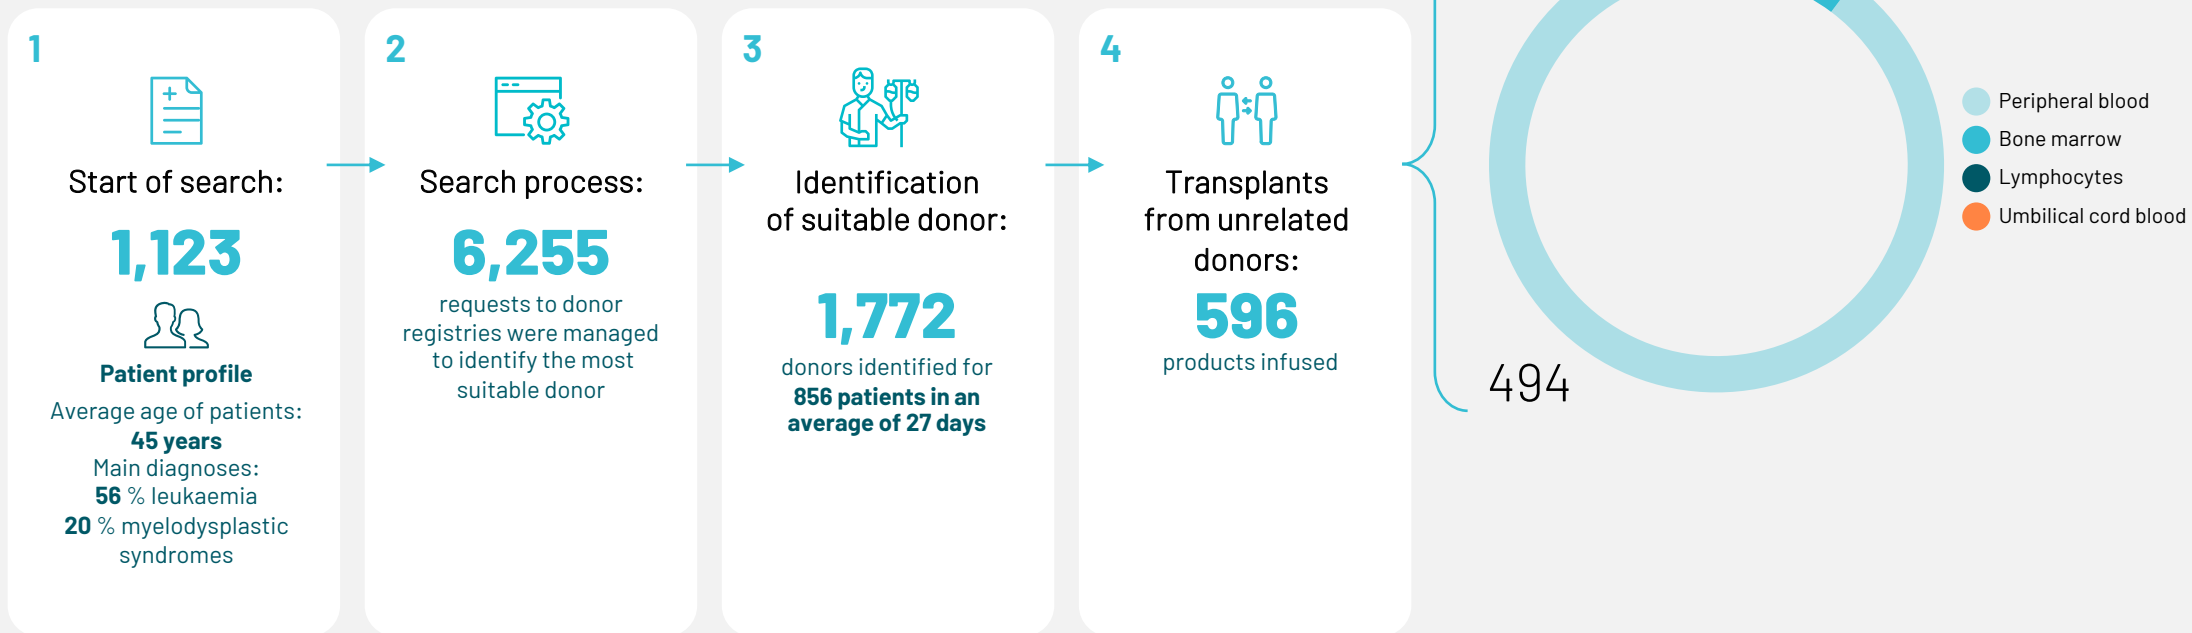 1
Start of search:
1,123
Patient profile
Average age of patients:
45 years
Main diagnoses:
56 % leukaemia
20 % myelodysplastic
syndromes
2
Search process:
6,255
requests to donor
registries were managed
to identify the most
suitable donor
3
Identification
of suitable donor:
1,772
donors identified for
856 patients in an
average of 27 days
4
Transplants
from unrelated
donors:
596
products infused
494
Peripheral blood
Bone marrow
Lymphocytes
Umbilical cord blood